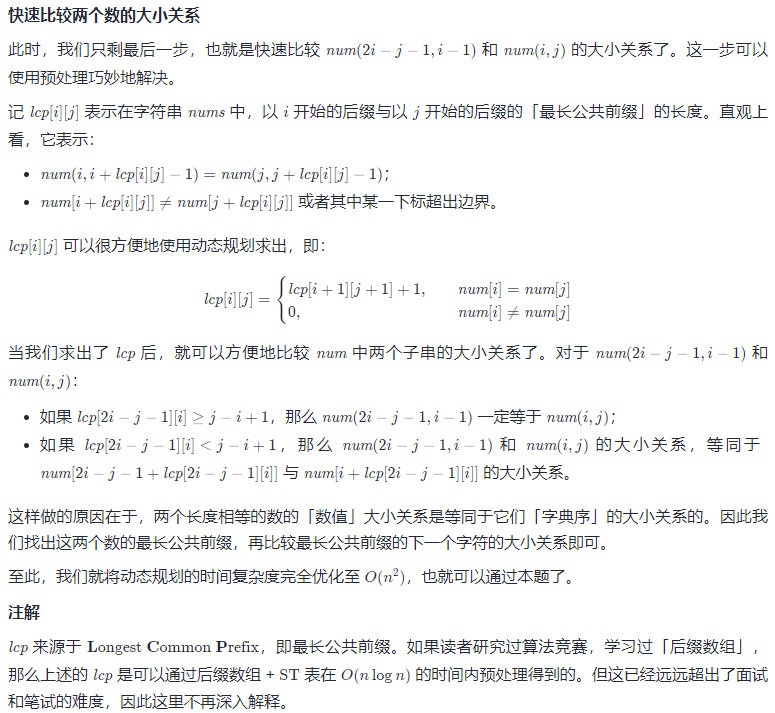 快速比较两个数的大小关系
此时，我们只剩最后一步，也就是快速比较 num(2i − j − 1, i − 1) 和 num(i, j) 的大小关系了。这一步可以
使用预处理巧妙地解决。
记 lcp[i][j] 表示在字符串 nums 中，以 i 开始的后缀与以 j 开始的后缀的「最长公共前缀」的长度。直观上
看，它表示：
• num(i, i + lcp[i][j] − 1) = num(j, j + lcp[i][j] − 1)；
• num[i + lcp[i][j]] ≠ num[j + lcp[i][j]] 或者其中某一下标超出边界。
lcp[i][j] 可以很方便地使用动态规划求出，即：
lcp[i][j] = { lcp[i + 1][j + 1] + 1, num[i] = num[j]
0, num[i] ≠ num[j]
当我们求出了 lcp 后，就可以方便地比较 num 中两个子串的大小关系了。对于 num(2i − j − 1, i − 1) 和
num(i, j)：
• 如果 lcp[2i − j − 1][i] ≥ j − i + 1，那么 num(2i − j − 1, i − 1) 一定等于 num(i, j)；
• 如果 lcp[2i − j − 1][i] < j − i + 1，那么 num(2i − j − 1, i − 1) 和 num(i, j) 的大小关系，等同于
num[2i − j − 1 + lcp[2i − j − 1][i]] 与 num[i + lcp[2i − j − 1][i]] 的大小关系。
这样做的原因在于，两个长度相等的数的「数值」大小关系是等同于它们「字典序」的大小关系的。因此我
们找出这两个数的最长公共前缀，再比较最长公共前缀的下一个字符的大小关系即可。
至此，我们就将动态规划的时间复杂度完全优化至 O(n²)，也就可以通过本题了。
注解
lcp 来源于 Longest Common Prefix，即最长公共前缀。如果读者研究过算法竞赛，学习过「后缀数组」，
那么上述的 lcp 是可以通过后缀数组 + ST 表在 O(n log n) 的时间内预处理得到的。但这已经远远超出了面试
和笔试的难度，因此这里不再深入解释。